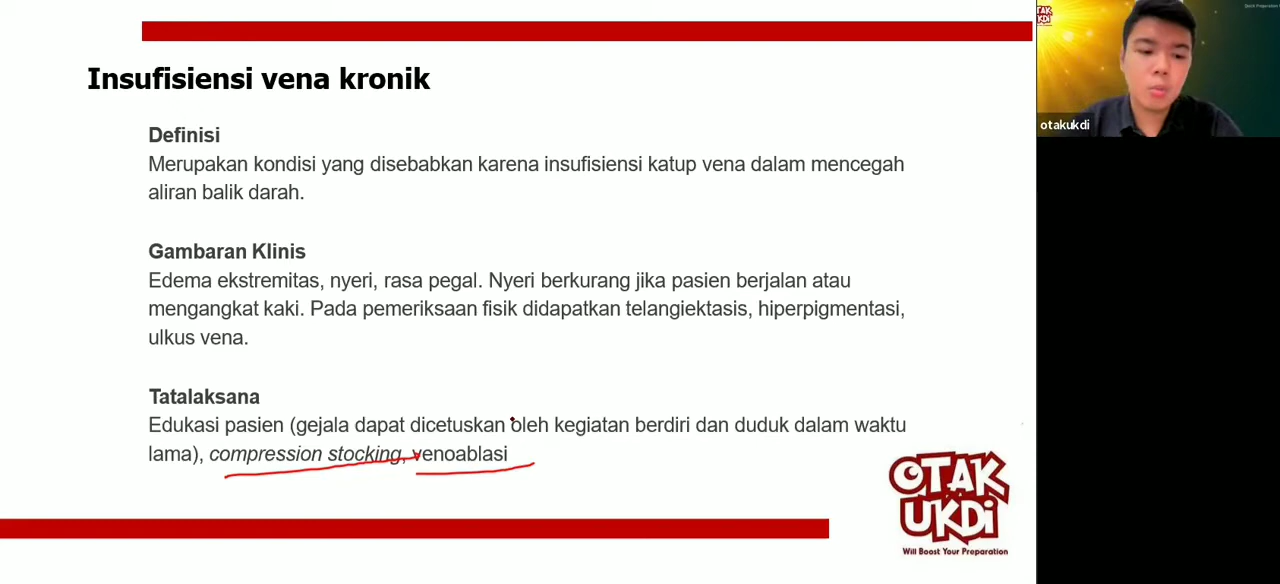 Insufisiensi vena kronik
Definisi
Merupakan kondisi yang disebabkan karena insufisiensi katup vena dalam mencegah
aliran balik darah.
Gambaran Klinis
Edema ekstremitas, nyeri, rasa pegal. Nyeri berkurang jika pasien berjalan atau
mengangkat kaki. Pada pemeriksaan fisik didapatkan telangiektasis, hiperpigmentasi,
ulkus vena.
Tatalaksana
Edukasi pasien (gejala dapat dicetuskan oleh kegiatan berdiri dan duduk dalam waktu
lama), compression stocking, venoablasi
OTAK
UKDi
Will Boost Your Preparation
TAK
UKDi
otakukdi